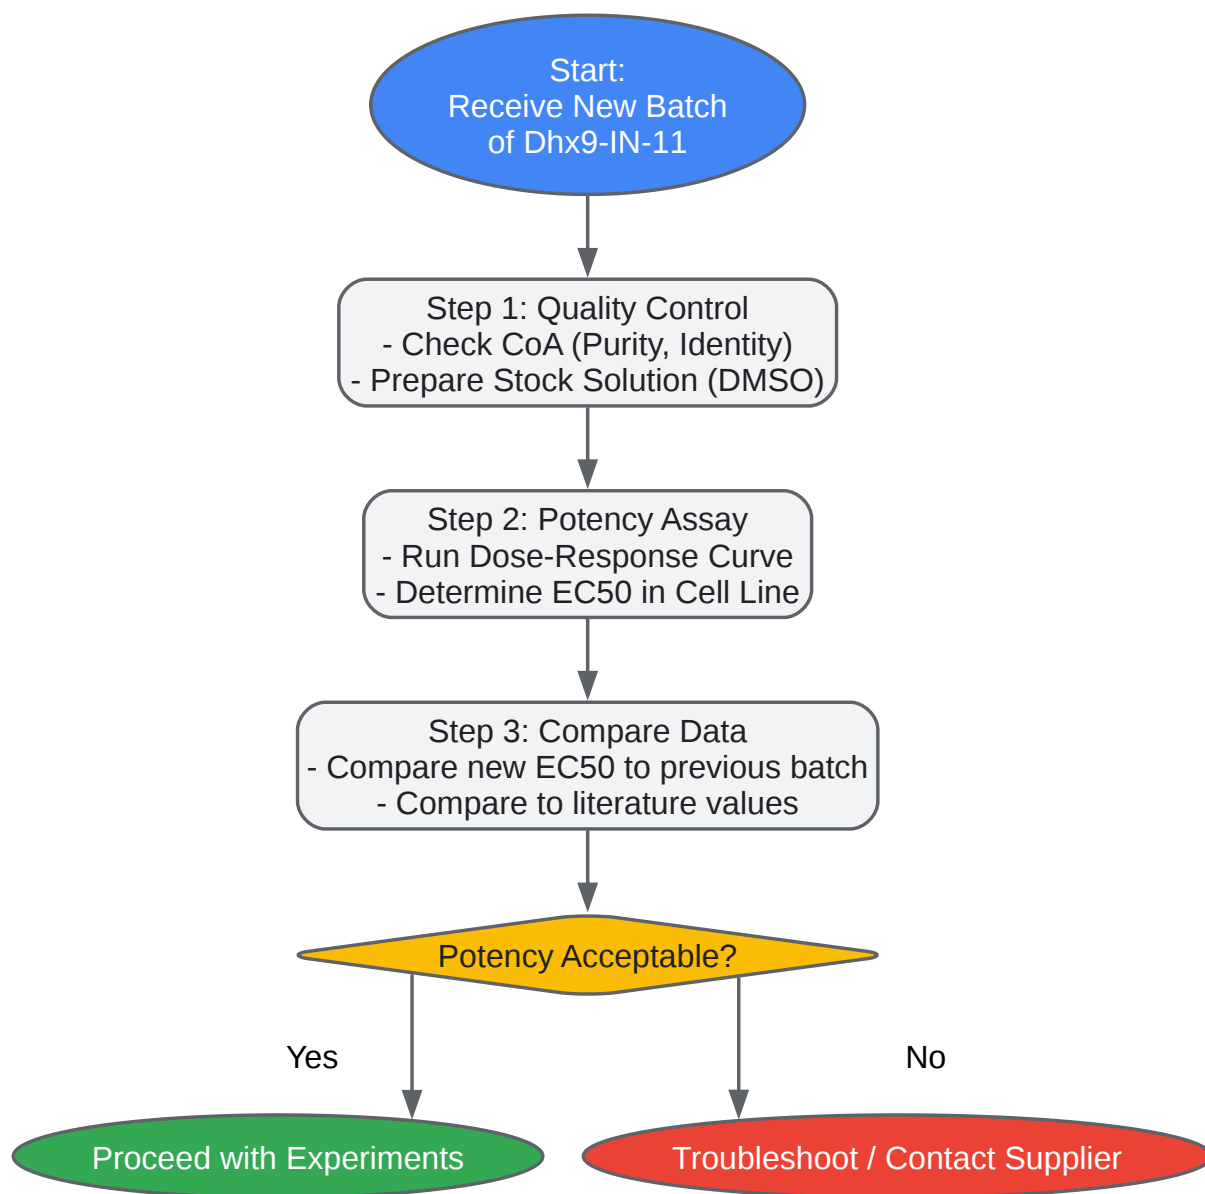 Start:
Receive New Batch
of Dhx9-IN-11
Step 1: Quality Control
- Check CoA (Purity, Identity)
- Prepare Stock Solution (DMSO)
Step 2: Potency Assay
- Run Dose-Response Curve
- Determine EC50 in Cell Line
Step 3: Compare Data
- Compare new EC50 to previous batch
- Compare to literature values
Potency Acceptable?
Yes
No
Proceed with Experiments
Troubleshoot / Contact Supplier